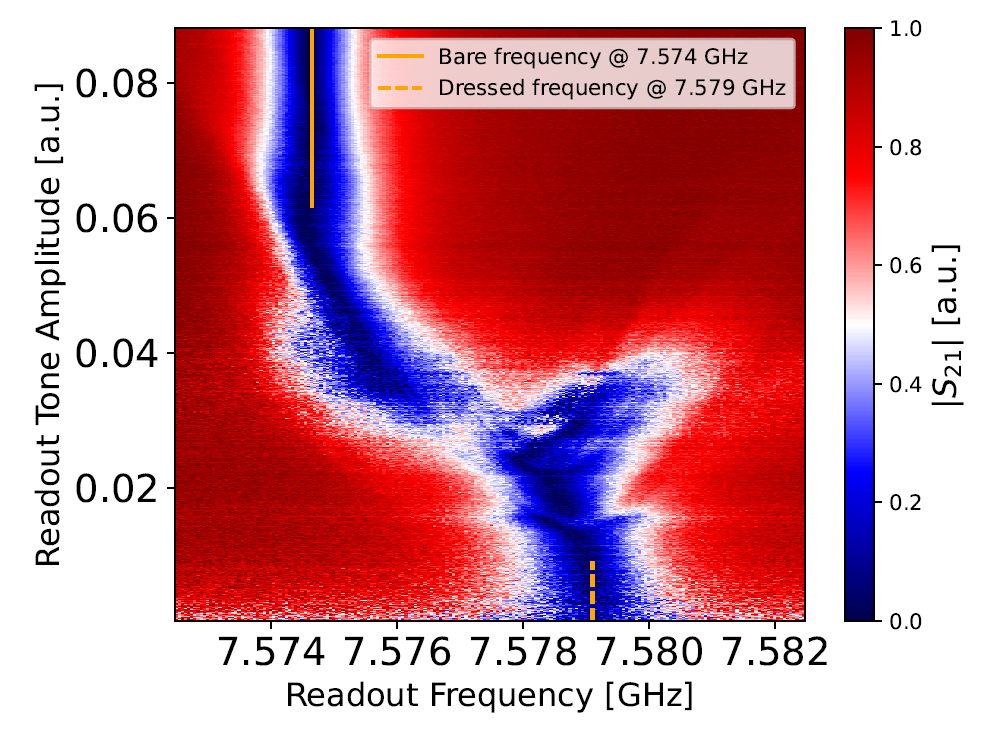 Bare frequency @ 7.574 GHz
Dressed frequency @ 7.579 GHz
0.08
0.06
0.04
0.02
Readout Tone Amplitude [a.u.]
7.574 7.576 7.578 7.580 7.582
Readout Frequency [GHz]
1.0
0.8
0.6
0.4
0.2
0.0
|S₂₁| [a.u.]